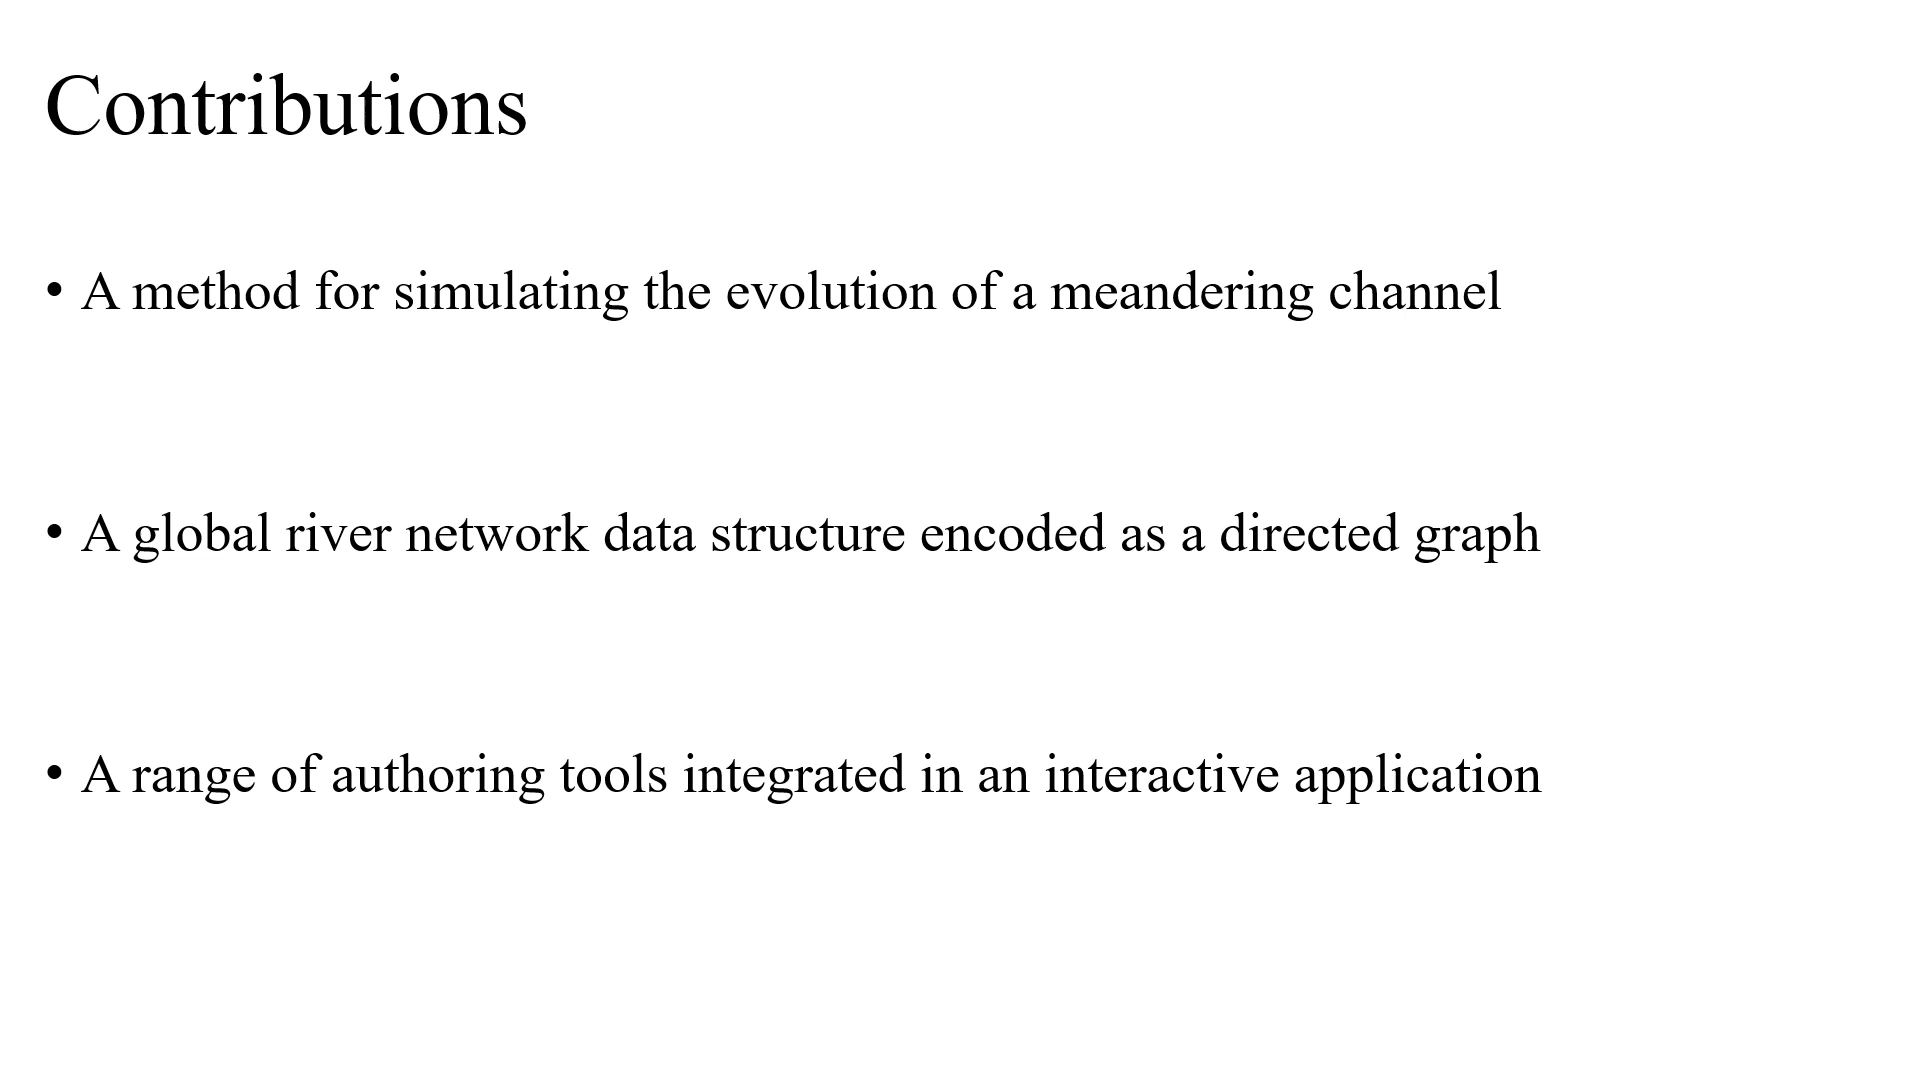 Contributions
• A method for simulating the evolution of a meandering channel
• A global river network data structure encoded as a directed graph
• A range of authoring tools integrated in an interactive application